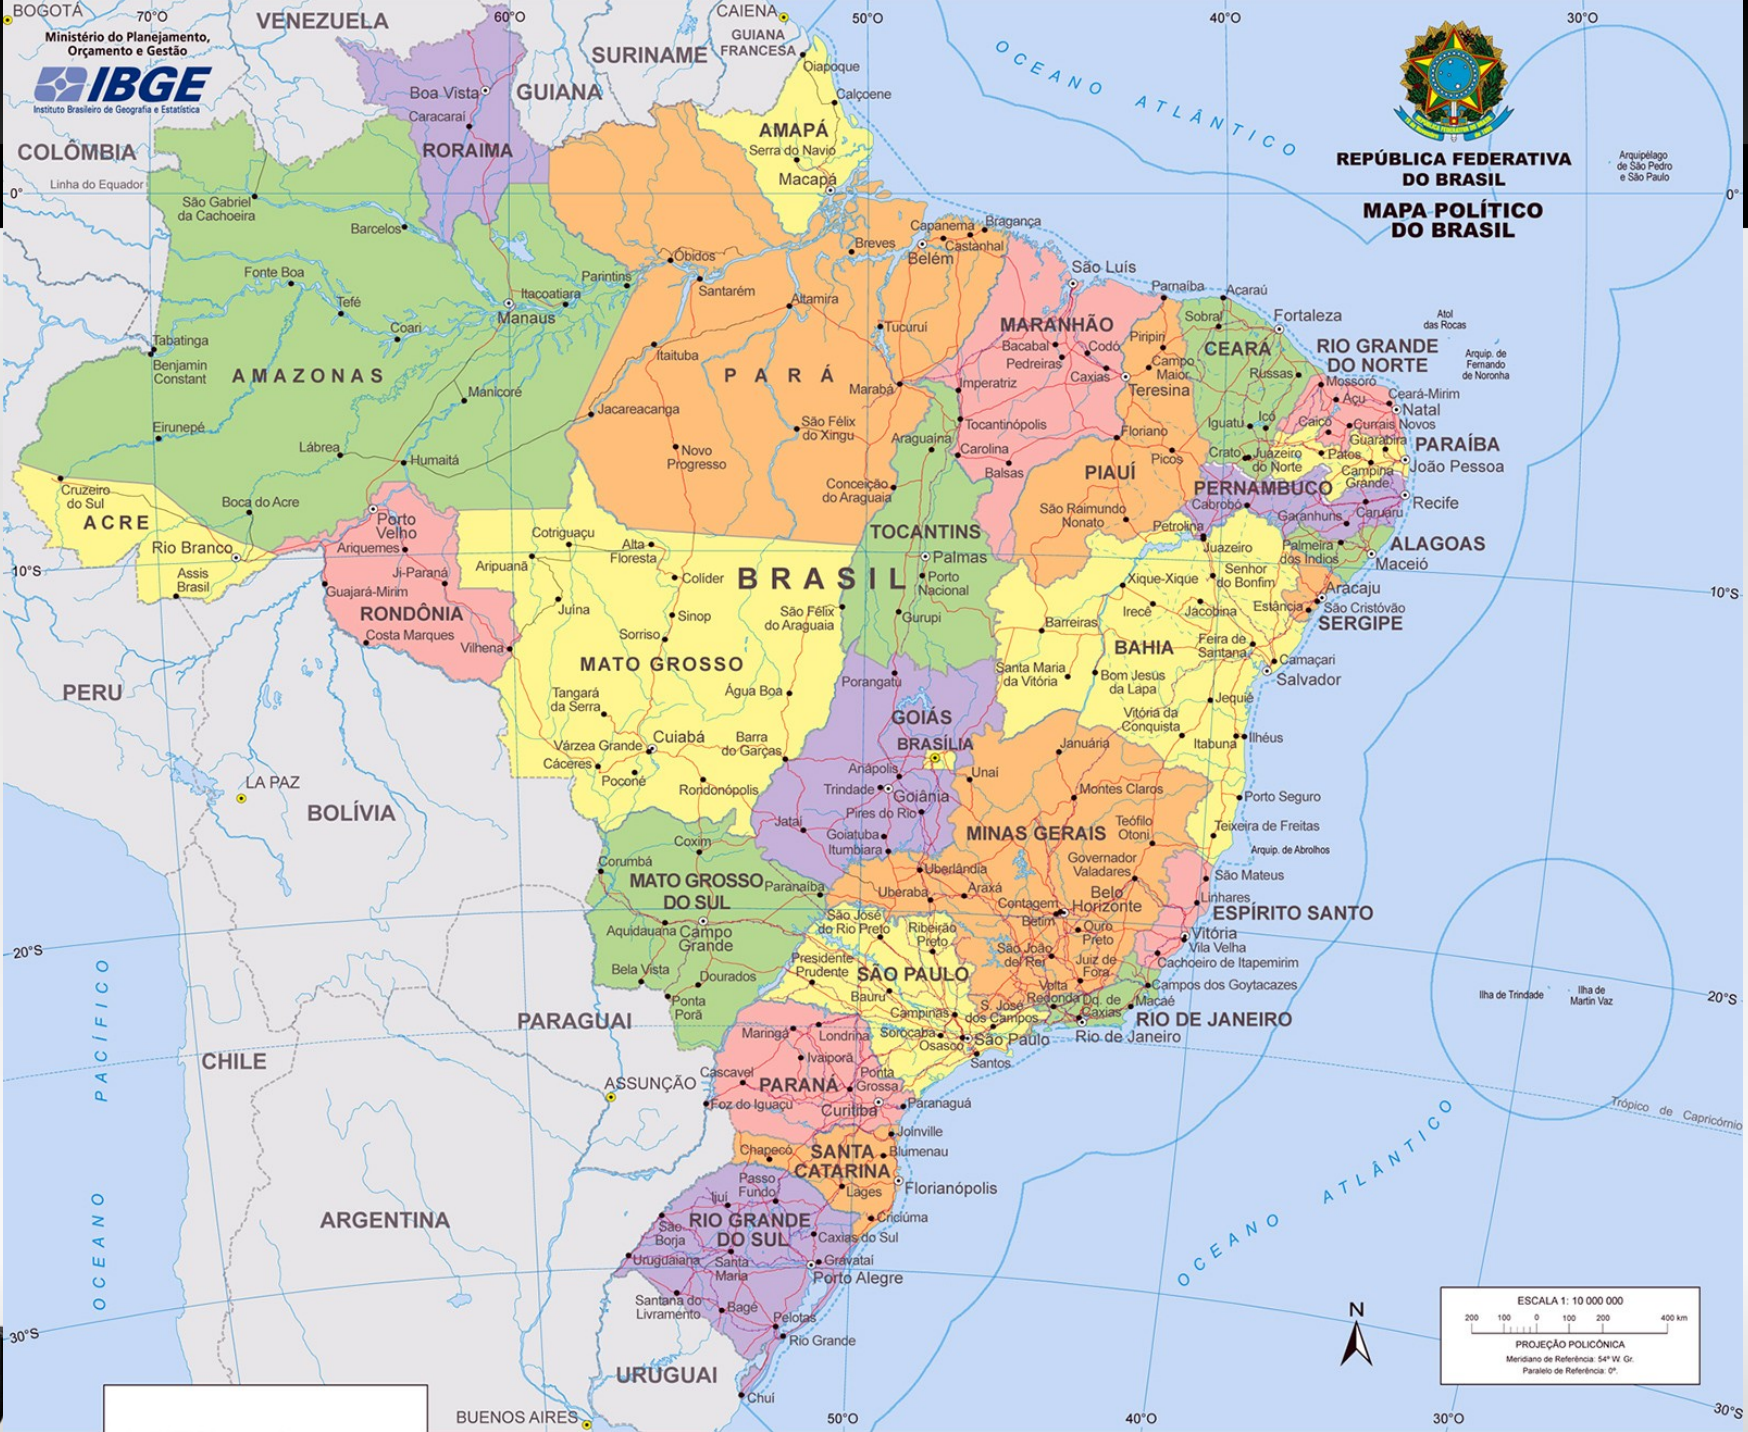 BOGOTÁ
70°O
VENEZUELA
60°O
CAIENA
50°O
40°O
30°O
Ministério do Planejamento,
Orçamento e Gestão
IBGE
Instituto Brasileiro de Geografia e Estatística
SURINAME
GUIANA
FRANCESA
GUIANA
COLÔMBIA
Linha do Equador
0°
0°
OCEANO ATLÂNTICO
REPÚBLICA FEDERATIVA
DO BRASIL
MAPA POLÍTICO
DO BRASIL
Arquipélago
de São Pedro
e São Paulo
Boa Vista
Caracaraí
RORAIMA
Oiapoque
Calçoene
AMAPÁ
Serra do Navio
Macapá
São Gabriel
da Cachoeira
Barcelos
Fonte Boa
Tefé
Coari
Itacoatiara
Manaus
Parintins
Tabatinga
Benjamin
Constant
AMAZONAS
Manicoré
Eirunepé
Lábrea
Humaitá
Boca do Acre
Óbidos
Santarém
Breves
Belém
Capanema
Castanhal
Bragança
Altamira
Tucuruí
Itaituba
PARÁ
Marabá
Jacareacanga
São Félix
do Xingu
Novo
Progresso
Conceição
do Araguaia
São Luís
MARANHÃO
Bacabal
Codó
Pedreiras
Caxias
Imperatriz
Tocantinópolis
Carolina
Balsas
Parnaíba
Piripiri
Campo
Maior
Teresina
Floriano
Picos
PIAUÍ
São Raimundo
Nonato
Acaraú
Sobral
Fortaleza
CEARÁ
Russas
Icó
Iguatu
Crato
Juazeiro
do Norte
RIO GRANDE
DO NORTE
Mossoró
Açu
Ceará-Mirim
Natal
Caicó
Currais Novos
Atol
das Rocas
Arquip. de
Fernando
de Noronha
Guarabira
PARAÍBA
Patos
João Pessoa
Campina
Grande
PERNAMBUCO
Recife
Cabrobó
Garanhuns
Caruaru
Petrolina
Palmeira
dos Índios
ALAGOAS
Maceió
Aracaju
São Cristóvão
Estância
SERGIPE
Cruzeiro
do Sul
ACRE
Rio Branco
Assis
Brasil
10°S
10°S
Porto
Velho
Ariquemes
Ji-Paraná
Guajará-Mirim
RONDÔNIA
Costa Marques
Vilhena
Cotriguaçu
Alta
Floresta
Aripuanã
Colíder
Juína
Sinop
Sorriso
São Félix
do Araguaia
MATO GROSSO
Tangará
da Serra
Água Boa
Várzea Grande
Cuiabá
Barra
do Garças
Cáceres
Poconé
Rondonópolis
BRASIL
Araguaína
TOCANTINS
Palmas
Porto
Nacional
Gurupi
Juazeiro
Xique-Xique
Senhor
do Bonfim
Irecê
Jacobina
Barreiras
BAHIA
Feira de
Santana
Camaçari
Salvador
Santa Maria
da Vitória
Bom Jesus
da Lapa
Jequié
Vitória da
Conquista
Itabuna
Ilhéus
Porto Seguro
Teixeira de Freitas
Arquip. de Abrolhos
Porangatu
GOIÁS
BRASÍLIA
Anápolis
Trindade
Goiânia
Pires do Rio
Jataí
Goiatuba
Itumbiara
Januária
Unaí
Montes Claros
MINAS GERAIS
Teófilo
Otoni
Governador
Valadares
Uberlândia
Uberaba
Araxá
Contagem
Belo
Horizonte
Betim
Ouro
Preto
São João
del Rei
Juiz de
Fora
São Mateus
Linhares
ESPÍRITO SANTO
Vitória
Vila Velha
Cachoeiro de Itapemirim
Campos dos Goytacazes
Volta
Redonda
Dq. de
Caxias
Macaé
RIO DE JANEIRO
Rio de Janeiro
PERU
LA PAZ
BOLÍVIA
Coxim
Corumbá
MATO GROSSO
DO SUL
Paranaíba
Aquidauana
Campo
Grande
Bela Vista
Dourados
Ponta
Porã
São José
do Rio Preto
Ribeirão
Preto
Presidente
Prudente
SÃO PAULO
Bauru
Campinas
S. José
dos Campos
Sorocaba
Osasco
São Paulo
Santos
20°S
20°S
Ilha de Trindade
Ilha de
Martin Vaz
PARAGUAI
CHILE
ASSUNÇÃO
Maringá
Londrina
Ivaiporã
Cascavel
PARANÁ
Ponta
Grossa
Foz do Iguaçu
Curitiba
Paranaguá
Trópico de Capricórnio
Joinville
Chapecó
SANTA
CATARINA
Blumenau
Florianópolis
Lages
Criciúma
Passo
Fundo
Ijuí
São
Borja
RIO GRANDE
DO SUL
Caxias do Sul
Uruguaiana
Santa
Maria
Gravataí
Porto Alegre
Santana do
Livramento
Bagé
Pelotas
Rio Grande
Chuí
ARGENTINA
URUGUAI
BUENOS AIRES
OCEANO PACÍFICO
OCEANO ATLÂNTICO
30°S
30°S
50°O
40°O
30°O
N
ESCALA 1: 10 000 000
200 100 0 100 200 400 km
PROJEÇÃO POLICÔNICA
Meridiano de Referência: 54° W. Gr.
Paralelo de Referência: 0°.